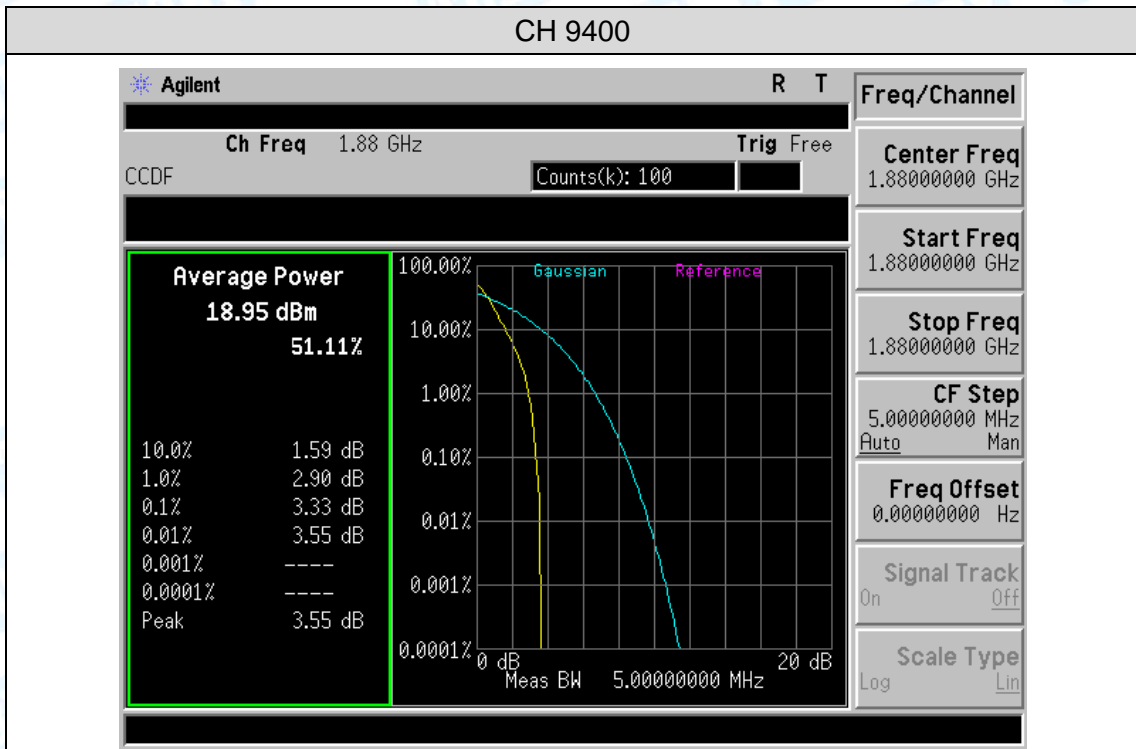 CH 9400
Agilent R T
Ch Freq 1.88 GHz Trig Free
CCDF Counts(k): 100
Average Power
18.95 dBm
51.11%
10.0% 1.59 dB
1.0% 2.90 dB
0.1% 3.33 dB
0.01% 3.55 dB
0.001% ----
0.0001% ----
Peak 3.55 dB
Gaussian Reference
100.00%
10.00%
1.00%
0.10%
0.01%
0.001%
0.0001%
0 dB 20 dB
Meas BW 5.00000000 MHz
Freq/Channel
Center Freq
1.88000000 GHz
Start Freq
1.88000000 GHz
Stop Freq
1.88000000 GHz
CF Step
5.00000000 MHz
Auto Man
Freq Offset
0.00000000 Hz
Signal Track
On Off
Scale Type
Log Lin